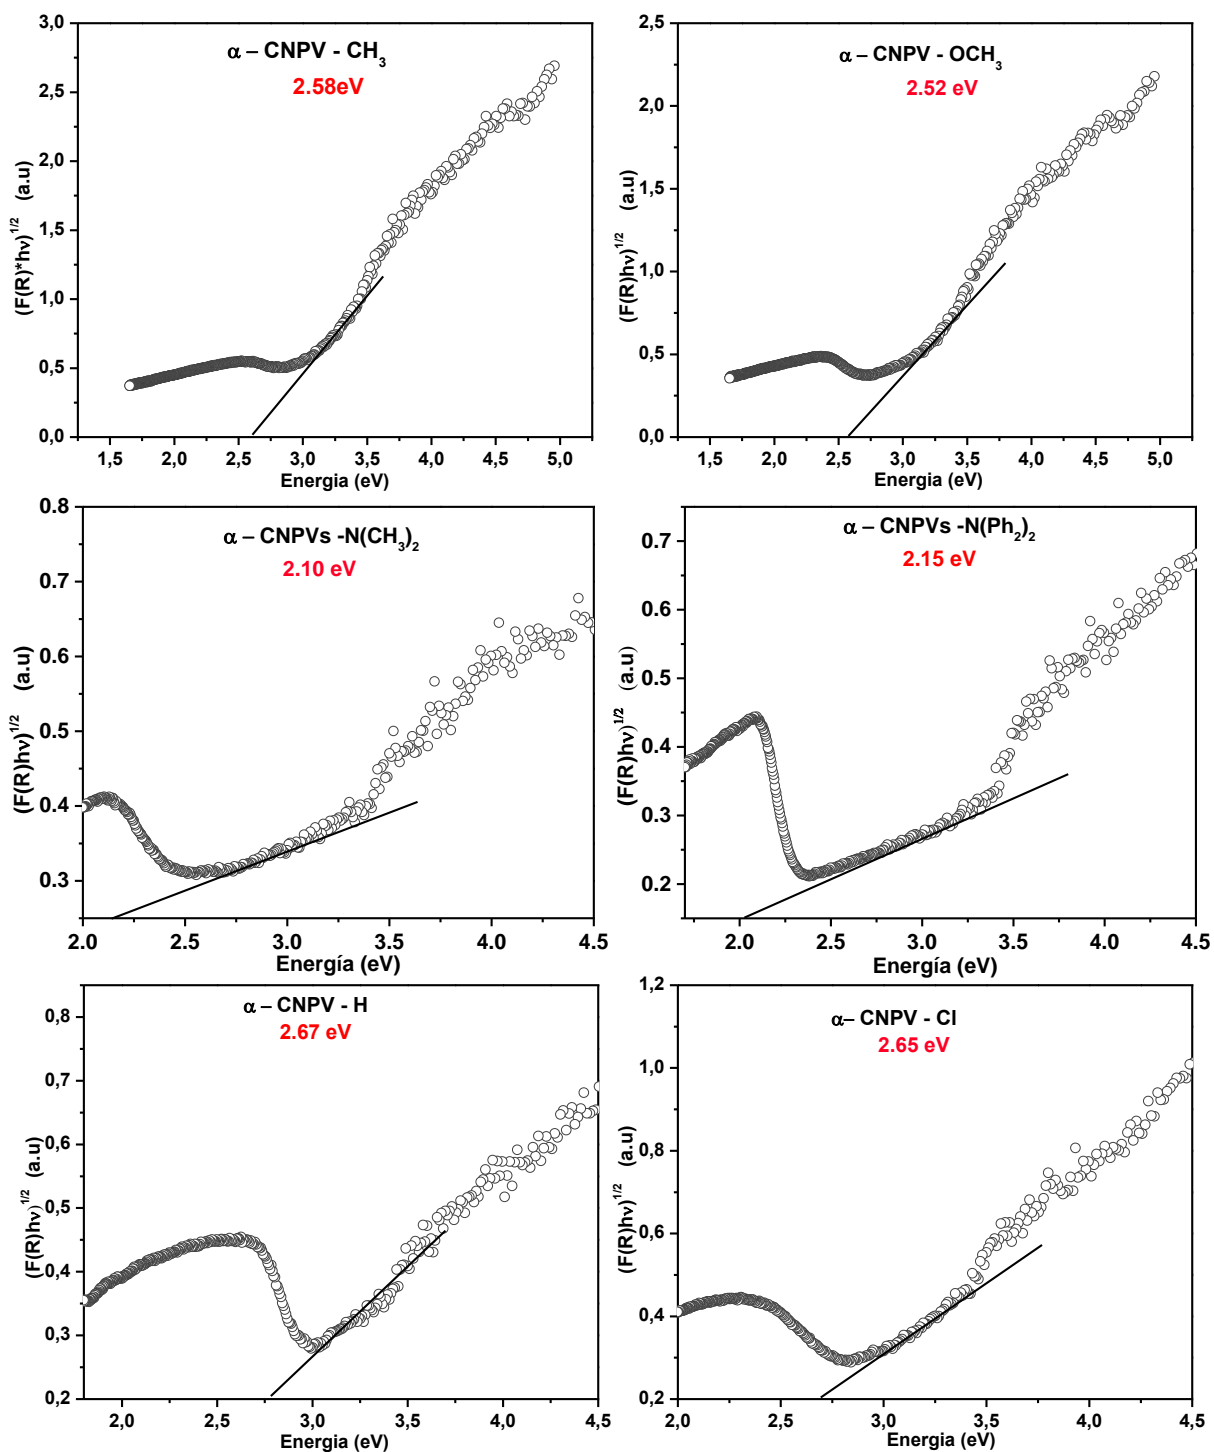 α – CNPV - CH₃
2.58eV
(F(R)*hν)^1/2 (a.u)
3,0
2,5
2,0
1,5
1,0
0,5
0,0
1,5 2,0 2,5 3,0 3,5 4,0 4,5 5,0
Energia (eV)
α – CNPV - OCH₃
2.52 eV
(F(R)hν)^1/2 (a.u)
2,5
2,0
1,5
1,0
0,5
0,0
1,5 2,0 2,5 3,0 3,5 4,0 4,5 5,0
Energia (eV)
α – CNPVs -N(CH₃)₂
2.10 eV
(F(R)hν)^1/2 (a.u)
0.8
0.7
0.6
0.5
0.4
0.3
2.0 2.5 3.0 3.5 4.0 4.5
Energía (eV)
α – CNPVs -N(Ph₂)₂
2.15 eV
(F(R)hν)^1/2 (a.u)
0.7
0.6
0.5
0.4
0.3
0.2
2.0 2.5 3.0 3.5 4.0 4.5
Energía (eV)
α – CNPV - H
2.67 eV
(F(R)hν)^1/2 (a.u)
0,8
0,7
0,6
0,5
0,4
0,3
0,2
2,0 2,5 3,0 3,5 4,0 4,5
Energia (eV)
α– CNPV - Cl
2.65 eV
(F(R)hν)^1/2 (a.u)
1,2
1,0
0,8
0,6
0,4
0,2
2,0 2,5 3,0 3,5 4,0 4,5
Energia (eV)